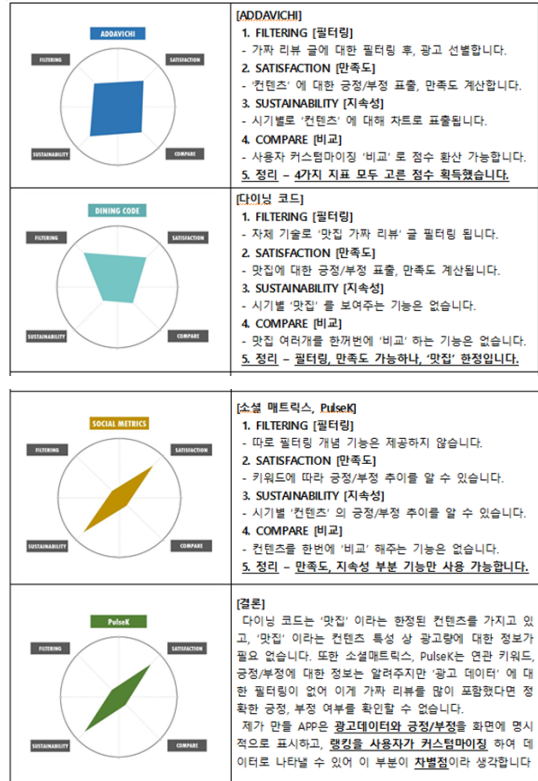 ADDAVICHI
FILTERING
SATISFACTION
SUSTAINABILITY
COMPARE
[ADDAVICHI]
1. FILTERING [필터링]
- 가짜 리뷰 글에 대한 필터링 후, 광고 선별합니다.
2. SATISFACTION [만족도]
- '컨텐츠' 에 대한 긍정/부정 표출, 만족도 계산합니다.
3. SUSTAINABILITY [지속성]
- 시기별로 '컨텐츠' 에 대해 차트로 표출됩니다.
4. COMPARE [비교]
- 사용자 커스텀마이징 '비교' 로 점수 환산 가능합니다.
5. 정리 – 4가지 지표 모두 고른 점수 획득했습니다.
DINING CODE
FILTERING
SATISFACTION
SUSTAINABILITY
COMPARE
[다이닝 코드]
1. FILTERING [필터링]
- 자체 기술로 '맛집 가짜 리뷰' 글 필터링 됩니다.
2. SATISFACTION [만족도]
- 맛집에 대한 긍정/부정 표출, 만족도 계산됩니다.
3. SUSTAINABILITY [지속성]
- 시기별 '맛집' 를 보여주는 기능은 없습니다.
4. COMPARE [비교]
- 맛집 여러개를 한꺼번에 '비교' 하는 기능은 없습니다.
5. 정리 – 필터링, 만족도 가능하나, '맛집' 한정입니다.
SOCIAL METRICS
FILTERING
SATISFACTION
SUSTAINABILITY
COMPARE
[소셜 매트릭스, PulseK]
1. FILTERING [필터링]
- 따로 필터링 개념 기능은 제공하지 않습니다.
2. SATISFACTION [만족도]
- 키워드에 따라 긍정/부정 추이를 알 수 있습니다.
3. SUSTAINABILITY [지속성]
- 시기별 '컨텐츠' 의 긍정/부정 추이를 알 수 있습니다.
4. COMPARE [비교]
- 컨텐츠를 한번에 '비교' 해주는 기능은 없습니다.
5. 정리 – 만족도, 지속성 부분 기능만 사용 가능합니다.
PulseK
FILTERING
SATISFACTION
SUSTAINABILITY
COMPARE
[결론]
다이닝 코드는 '맛집' 이라는 한정된 컨텐츠를 가지고 있
고, '맛집' 이라는 컨텐츠 특성 상 광고량에 대한 정보가
필요 없습니다. 또한 소셜매트릭스, PulseK는 연관 키워드,
긍정/부정에 대한 정보는 알려주지만 '광고 데이터' 에 대
한 필터링이 없어 이게 가짜 리뷰를 많이 포함했다면 정
확한 긍정, 부정 여부를 확인할 수 없습니다.
제가 만들 APP은 광고데이터와 긍정/부정을 화면에 명시
적으로 표시하고, 랭킹을 사용자가 커스텀마이징 하여 데
이터로 나타낼 수 있어 이 부분이 차별점이라 생각합니다